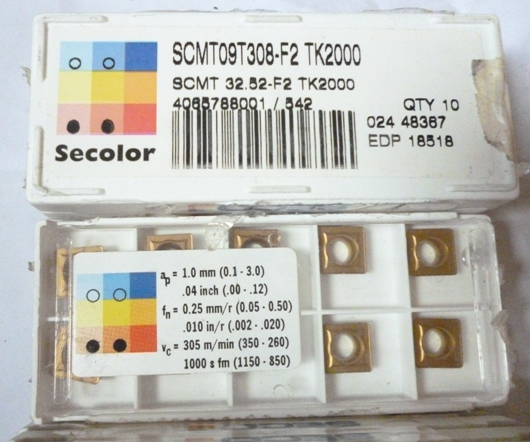 SCMT09T308-F2 TK2000
SCMT 32.52-F2 TK2000
4065788001 / 542
QTY 10
024 48367
EDP 18518
Secolor
ap = 1.0 mm (0.1 - 3.0)
.04 inch (.00 - .12)
fn = 0.25 mm/r (0.05 - 0.50)
.010 in/r (.002 - .020)
vc = 305 m/min (350 - 260)
1000 s fm (1150 - 850)